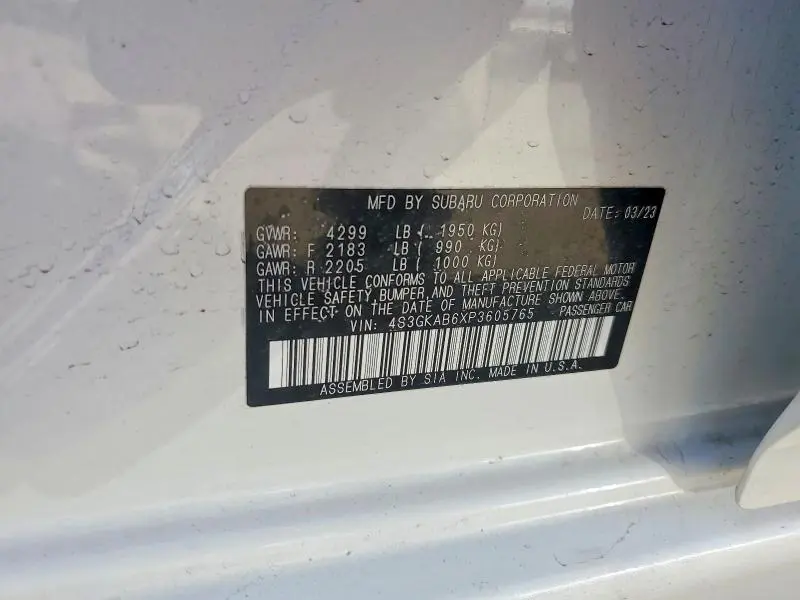 MFD BY SUBARU CORPORATION
DATE: 03/23
GVWR: 4299 LB ( 1950 KG)
GAWR: F 2183 LB ( 990 KG)
GAWR: R 2205 LB ( 1000 KG)
THIS VEHICLE CONFORMS TO ALL APPLICABLE FEDERAL MOTOR
VEHICLE SAFETY, BUMPER, AND THEFT PREVENTION STANDARDS
IN EFFECT ON THE DATE OF MANUFACTURE SHOWN ABOVE.
VIN: 4S3GKAB6XP3605765 PASSENGER CAR
ASSEMBLED BY SIA INC. MADE IN U.S.A.